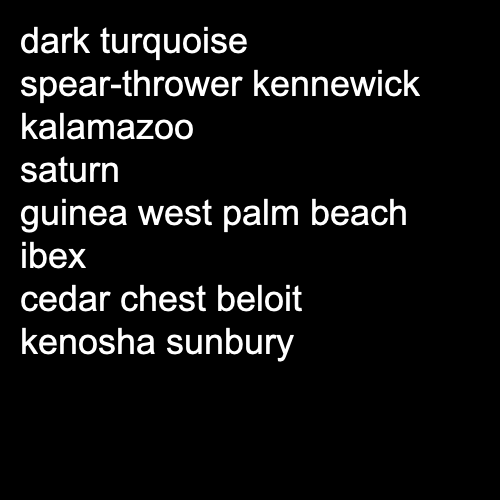 dark turquoise
spear-thrower kennewick
kalamazoo
saturn
guinea west palm beach
ibex
cedar chest beloit
kenosha sunbury